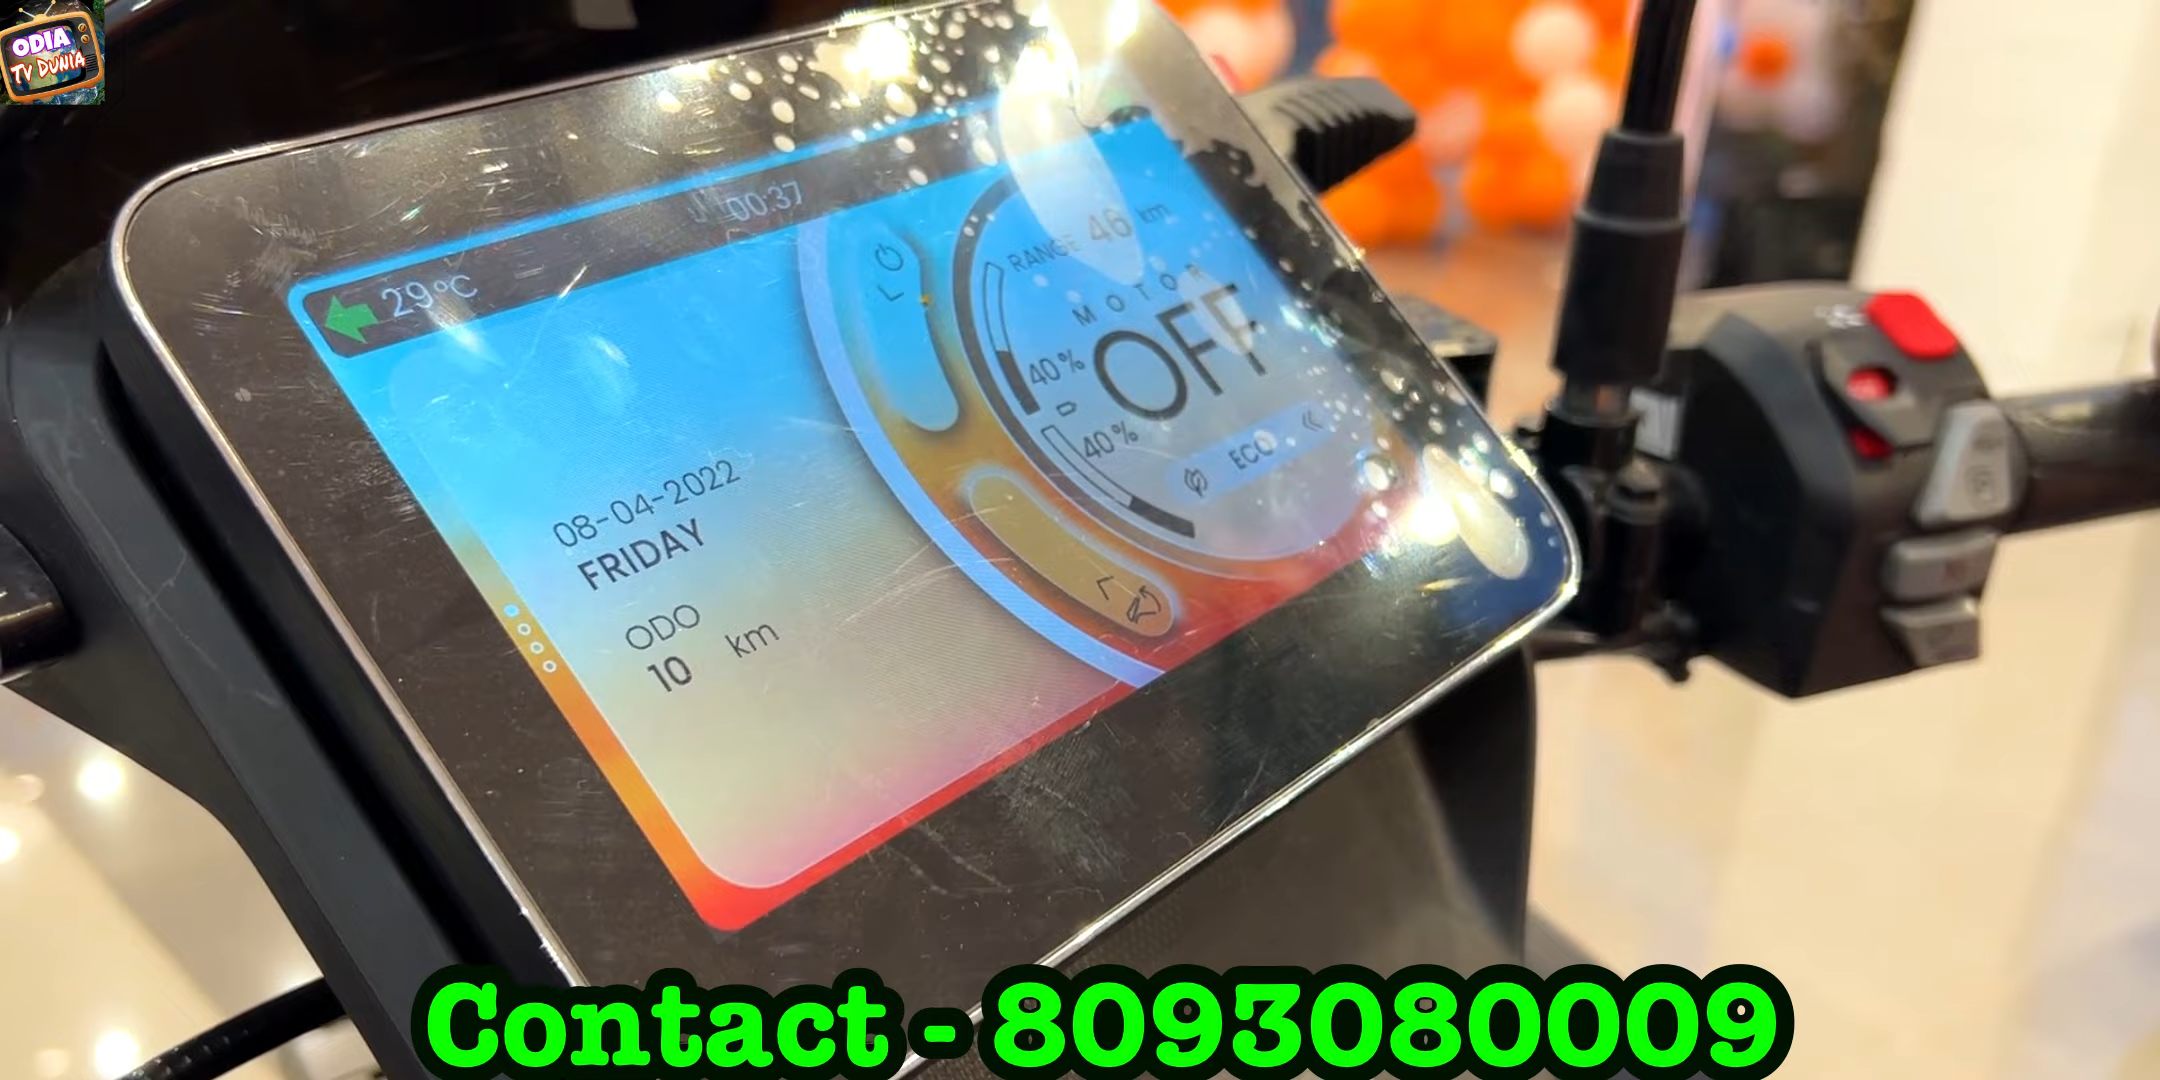 ODIA
TV DUNIA
00:37
29°C
RANGE 46 km
MOTOR
OFF
40%
40%
ECO
08-04-2022
FRIDAY
ODO
10 km
Contact - 8093080009